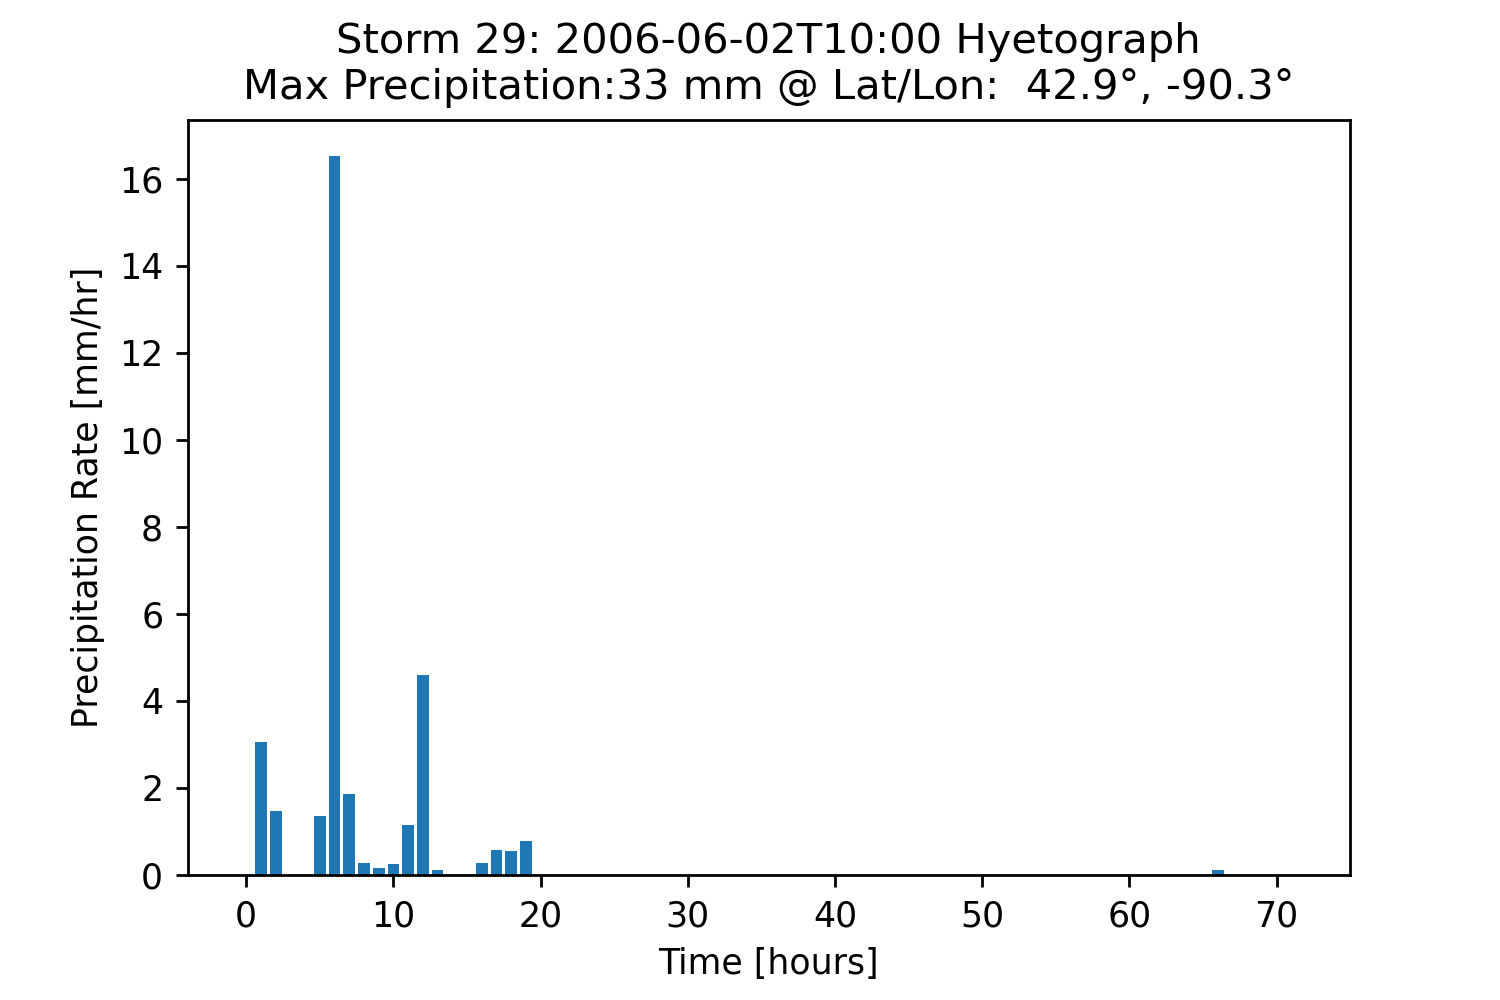 Storm 29: 2006-06-02T10:00 Hyetograph
Max Precipitation:33 mm @ Lat/Lon:  42.9°, -90.3°
16
14
12
10
8
6
4
2
0
Precipitation Rate [mm/hr]
0 10 20 30 40 50 60 70
Time [hours]